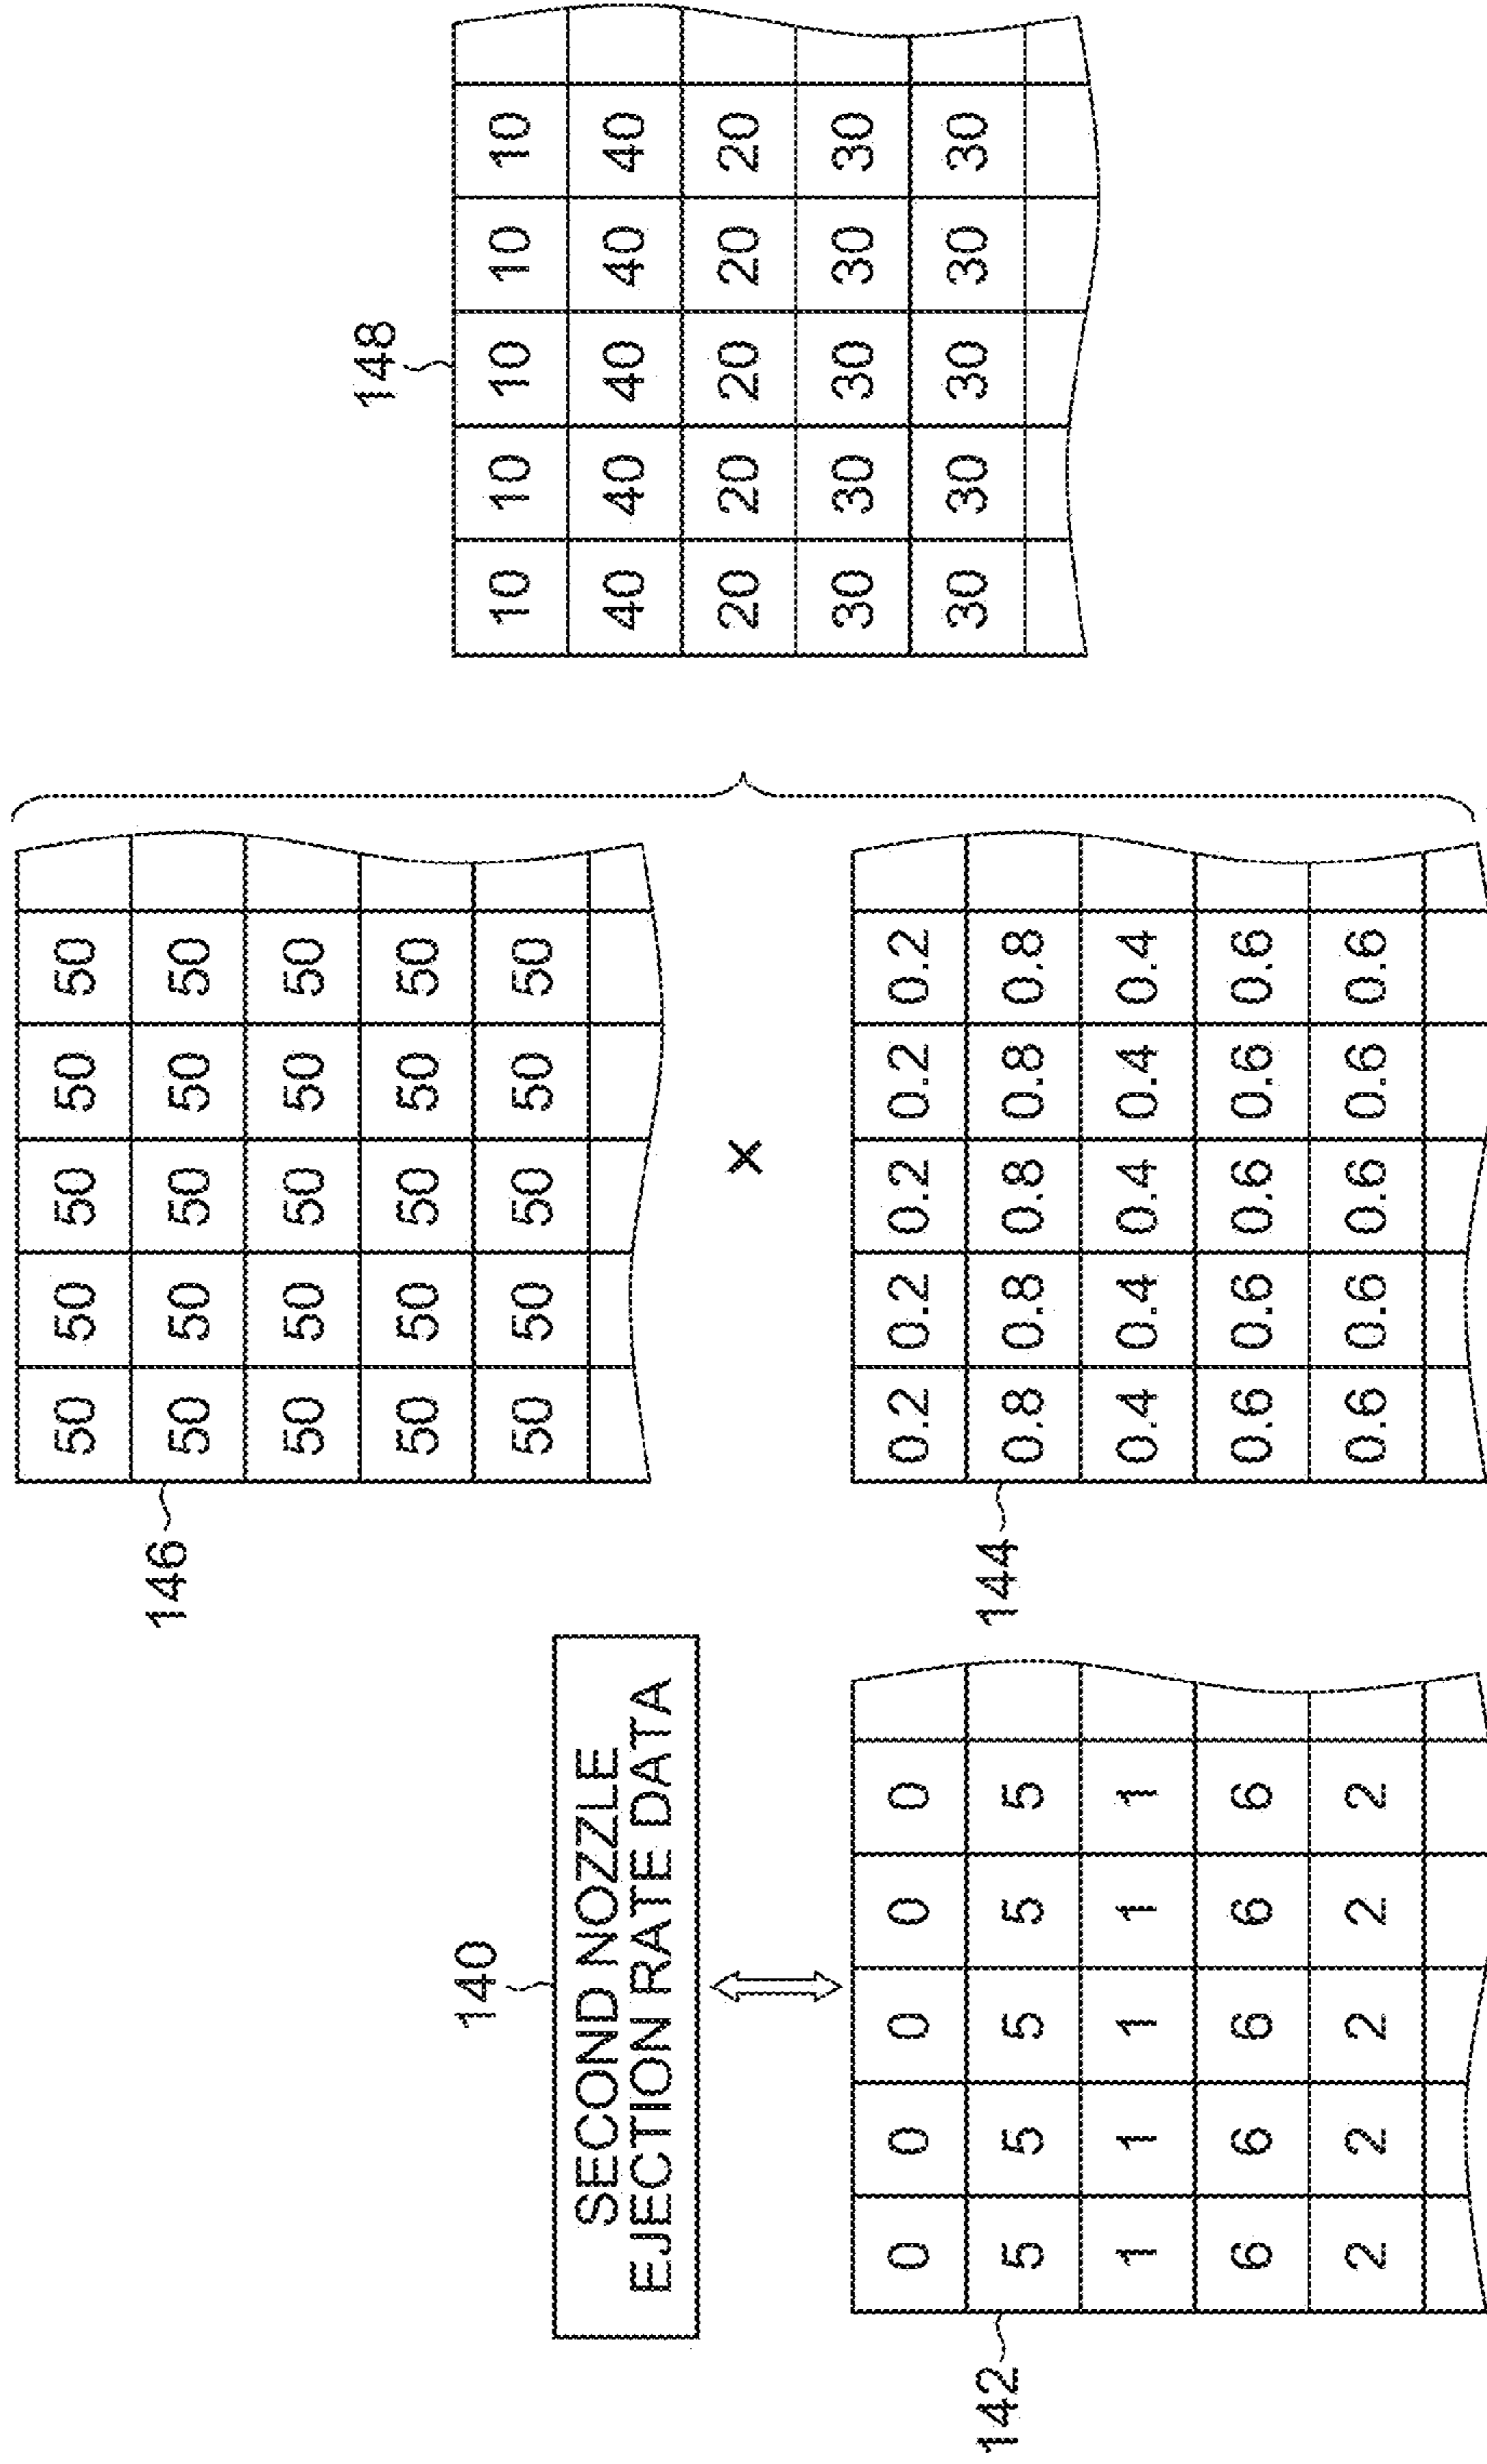 140
SECOND NOZZLE
EJECTION RATE DATA
142
0 0 0 0 0
5 5 5 5 5
1 1 1 1 1
6 6 6 6 6
2 2 2 2 2
146
50 50 50 50 50
50 50 50 50 50
50 50 50 50 50
50 50 50 50 50
50 50 50 50 50
×
144
0.2 0.2 0.2 0.2 0.2
0.8 0.8 0.8 0.8 0.8
0.4 0.4 0.4 0.4 0.4
0.6 0.6 0.6 0.6 0.6
0.6 0.6 0.6 0.6 0.6
148
10 10 10 10 10
40 40 40 40 40
20 20 20 20 20
30 30 30 30 30
30 30 30 30 30